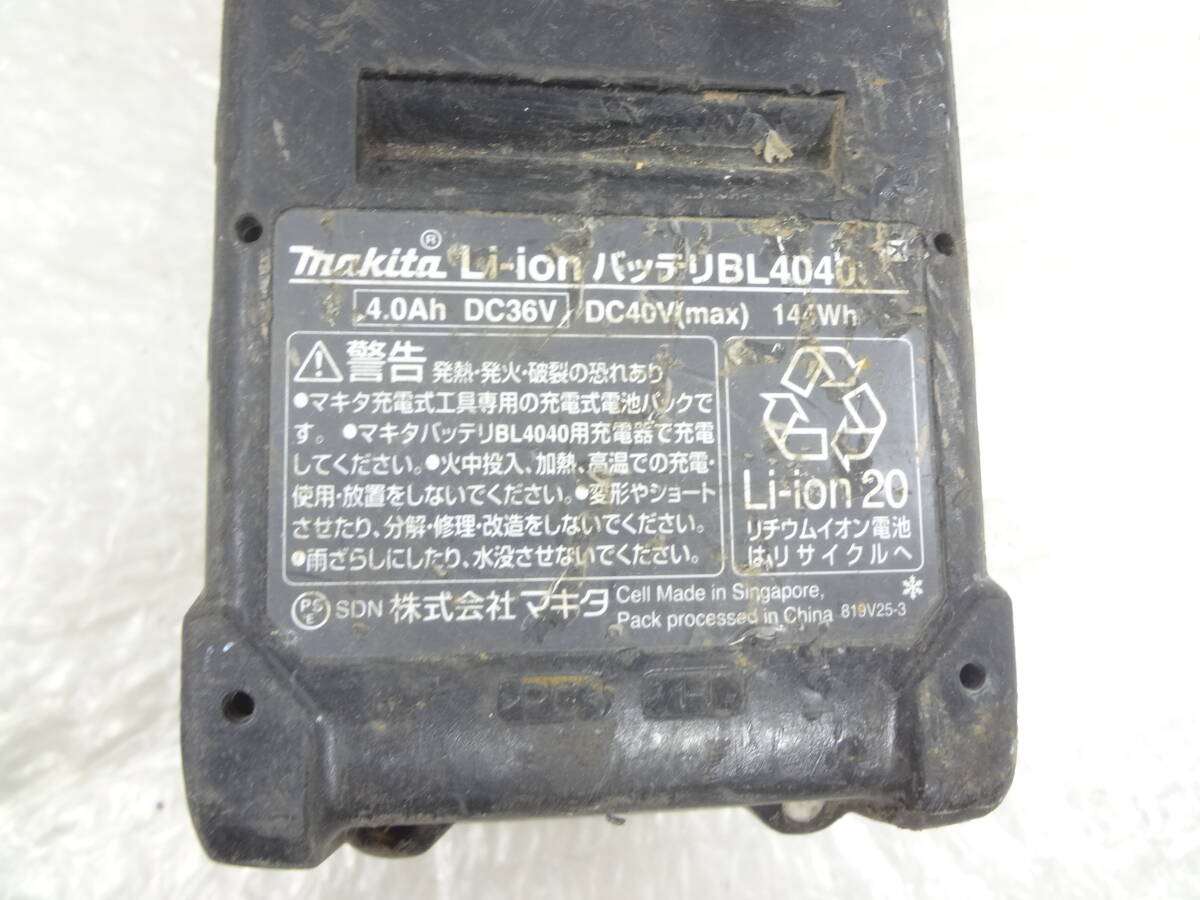 makita® Li-ion バッテリBL4040
4.0Ah DC36V DC40V(max) 144Wh
警告 発熱・発火・破裂の恐れあり
●マキタ充電式工具専用の充電式電池パックで
す。●マキタバッテリBL4040用充電器で充電
してください。●火中投入、加熱、高温での充電・
使用・放置をしないでください。●変形やショート
させたり、分解・修理・改造をしないでください。
●雨ざらしにしたり、水没させないでください。
Li-ion 20
リチウムイオン電池
はリサイクルへ
PS
E SDN 株式会社マキタ
Cell Made in Singapore,
Pack processed in China 819V25-3